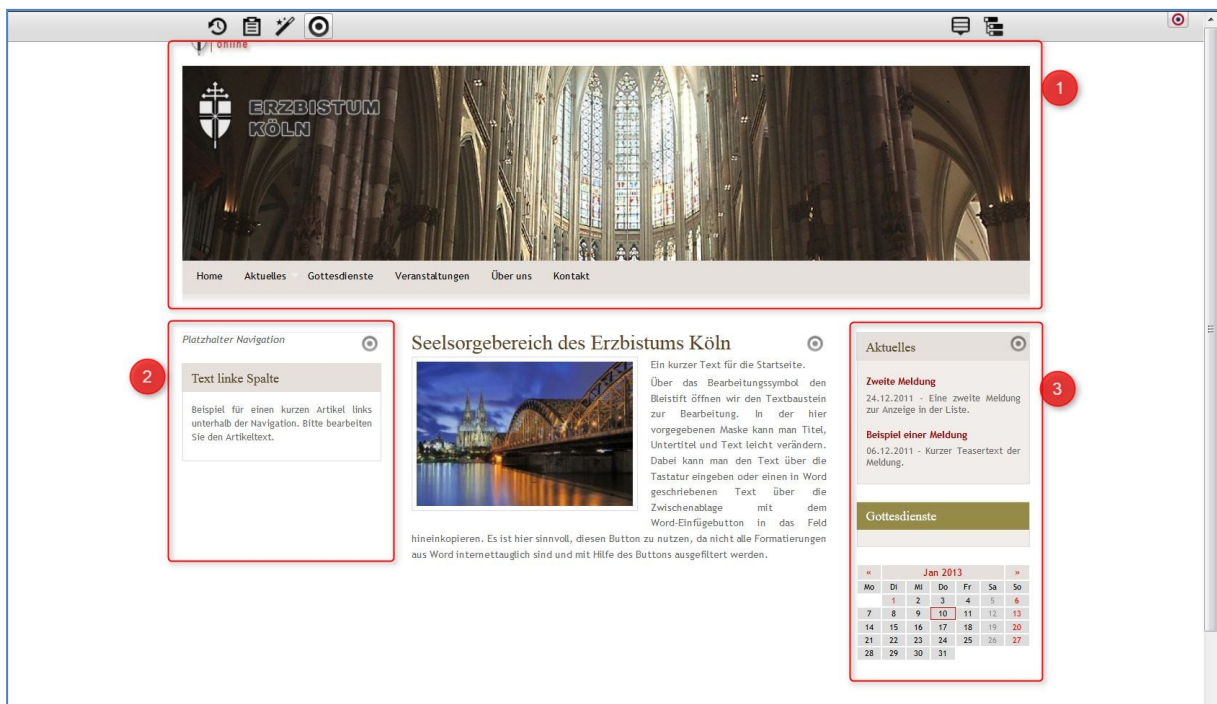 online
ERZBISTUM
KÖLN
1
Home Aktuelles Gottesdienste Veranstaltungen Über uns Kontakt
2
Platzhalter Navigation
Text linke Spalte
Beispiel für einen kurzen Artikel links
unterhalb der Navigation. Bitte bearbeiten
Sie den Artikeltext.
Seelsorgebereich des Erzbistums Köln
Ein kurzer Text für die Startseite.
Über das Bearbeitungssymbol den
Bleistift öffnen wir den Textbaustein
zur Bearbeitung. In der hier
vorgegebenen Maske kann man Titel,
Untertitel und Text leicht verändern.
Dabei kann man den Text über die
Tastatur eingeben oder einen in Word
geschriebenen Text über die
Zwischenablage mit dem
Word-Einfügebutton in das Feld
hineinkopieren. Es ist hier sinnvoll, diesen Button zu nutzen, da nicht alle Formatierungen
aus Word internettauglich sind und mit Hilfe des Buttons ausgefiltert werden.
3
Aktuelles
Zweite Meldung
24.12.2011 - Eine zweite Meldung
zur Anzeige in der Liste.
Beispiel einer Meldung
06.12.2011 - Kurzer Teasertext der
Meldung.
Gottesdienste
« Jan 2013 »
Mo Di Mi Do Fr Sa So
1 2 3 4 5 6
7 8 9 10 11 12 13
14 15 16 17 18 19 20
21 22 23 24 25 26 27
28 29 30 31